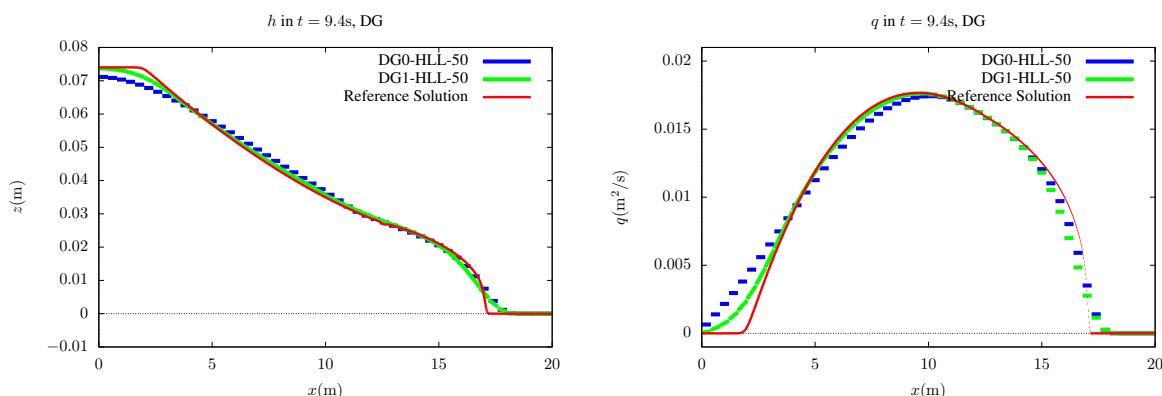 h in t = 9.4s, DG
DG0-HLL-50
DG1-HLL-50
Reference Solution
0.08
0.07
0.06
0.05
0.04
0.03
0.02
0.01
0
−0.01
z(m)
0
5
10
15
20
x(m)
q in t = 9.4s, DG
DG0-HLL-50
DG1-HLL-50
Reference Solution
0.02
0.015
0.01
0.005
0
q(m²/s)
0
5
10
15
20
x(m)